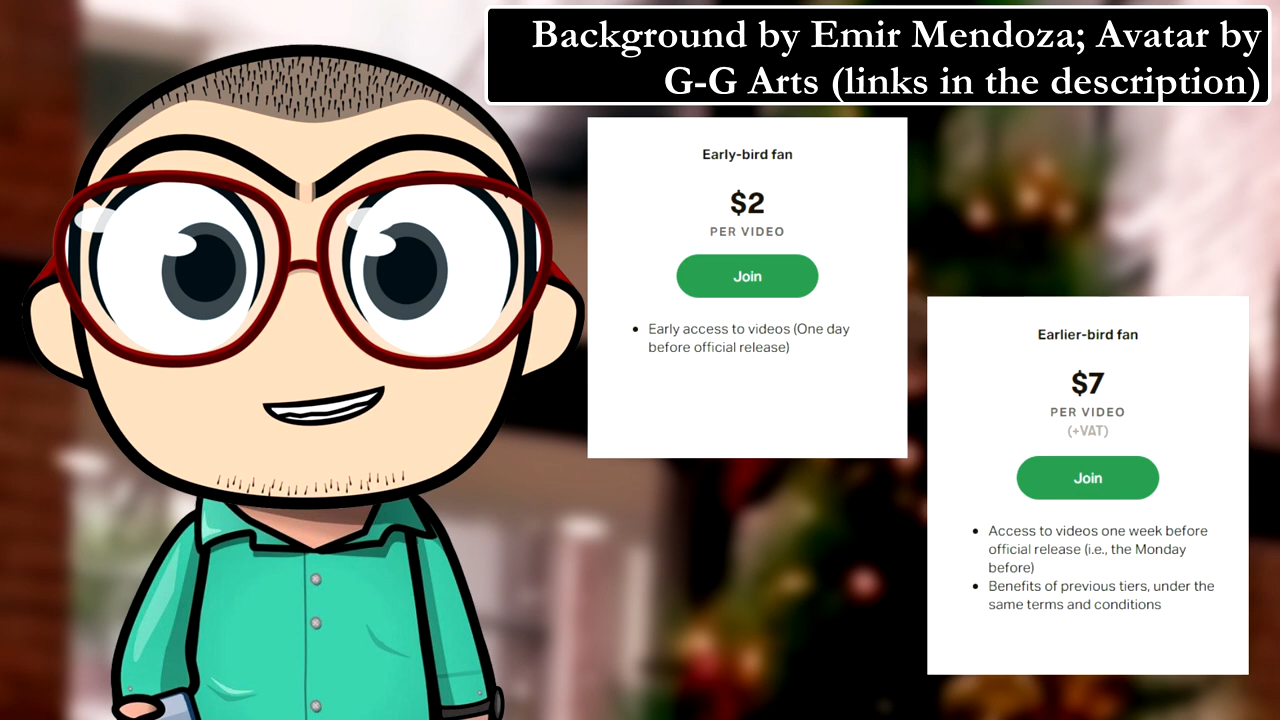 Background by Emir Mendoza; Avatar by
G-G Arts (links in the description)
Early-bird fan
$2
PER VIDEO
Join
• Early access to videos (One day
before official release)
Earlier-bird fan
$7
PER VIDEO
(+VAT)
Join
• Access to videos one week before
official release (i.e., the Monday
before)
• Benefits of previous tiers, under the
same terms and conditions